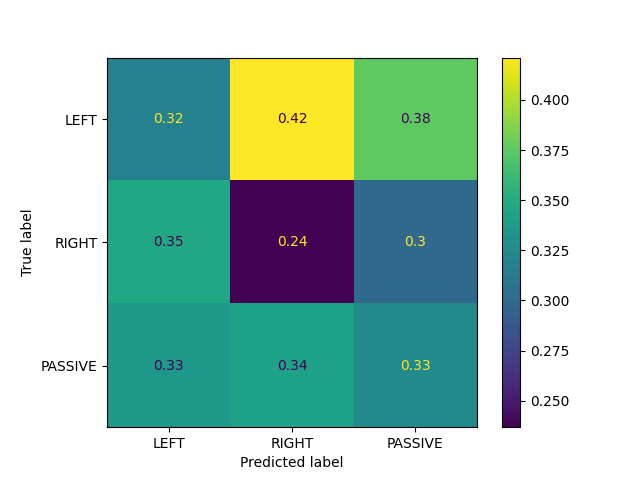 LEFT 0.32 0.42 0.38
RIGHT 0.35 0.24 0.3
PASSIVE 0.33 0.34 0.33
LEFT RIGHT PASSIVE
Predicted label
True label
0.400
0.375
0.350
0.325
0.300
0.275
0.250